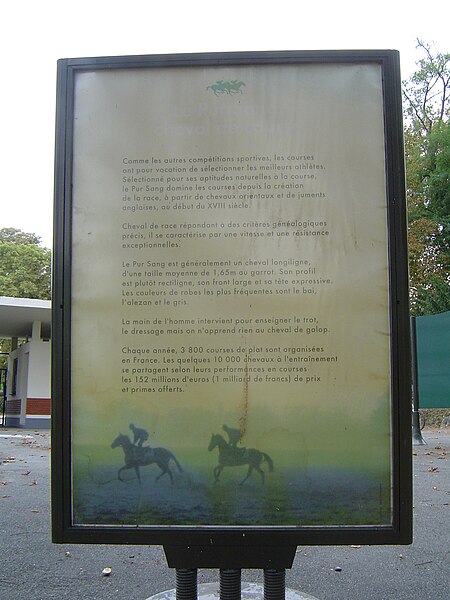 Comme les autres compétitions sportives, les courses
ont pour vocation de sélectionner les meilleurs athlètes.
Sélectionné pour ses aptitudes naturelles à la course,
le Pur Sang domine les courses depuis la création
de la race, à partir de chevaux orientaux et de juments
anglaises, au début du XVIII siècle.
Cheval de race répondant à des critères généalogiques
précis, il se caractérise par une vitesse et une résistance
exceptionnelles.
Le Pur Sang est généralement un cheval longiligne,
d'une taille moyenne de 1,65m au garrot. Son profil
est plutôt rectiligne, son front large et sa tête expressive.
Les couleurs de robes les plus fréquentes sont le bai,
l'alezan et le gris.
La main de l'homme intervient pour enseigner le trot,
le dressage mais on n'apprend rien au cheval de galop.
Chaque année, 3 800 courses de plat sont organisées
en France. Les quelques 10 000 chevaux à l'entraînement
se partagent selon leurs performances en courses
les 152 millions d'euros (1 milliard de francs) de prix
et primes offerts.